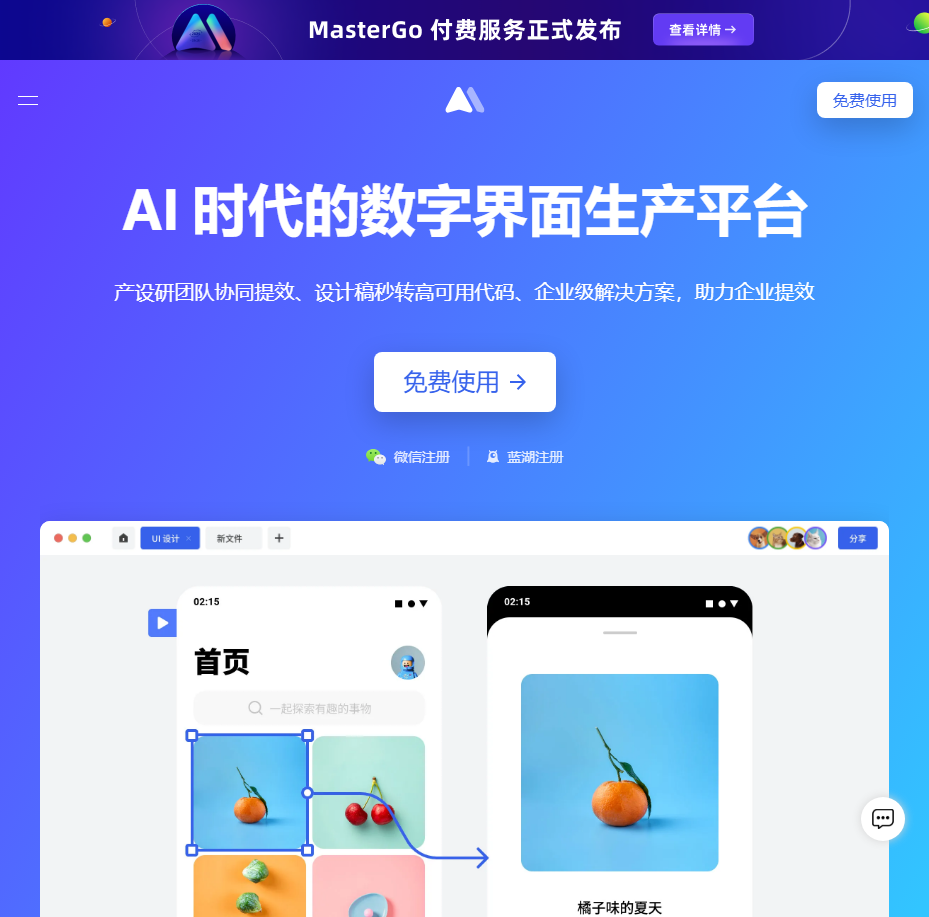 MasterGo 付费服务正式发布
查看详情 →
免费使用
AI 时代的数字界面生产平台
产设研团队协同提效、设计稿秒转高可用代码、企业级解决方案，助力企业提效
免费使用 →
微信注册
蓝湖注册
UI 设计 ×
新文件
+
分享
02:15
首页
一起探索有趣的事物
02:15
橘子味的夏天